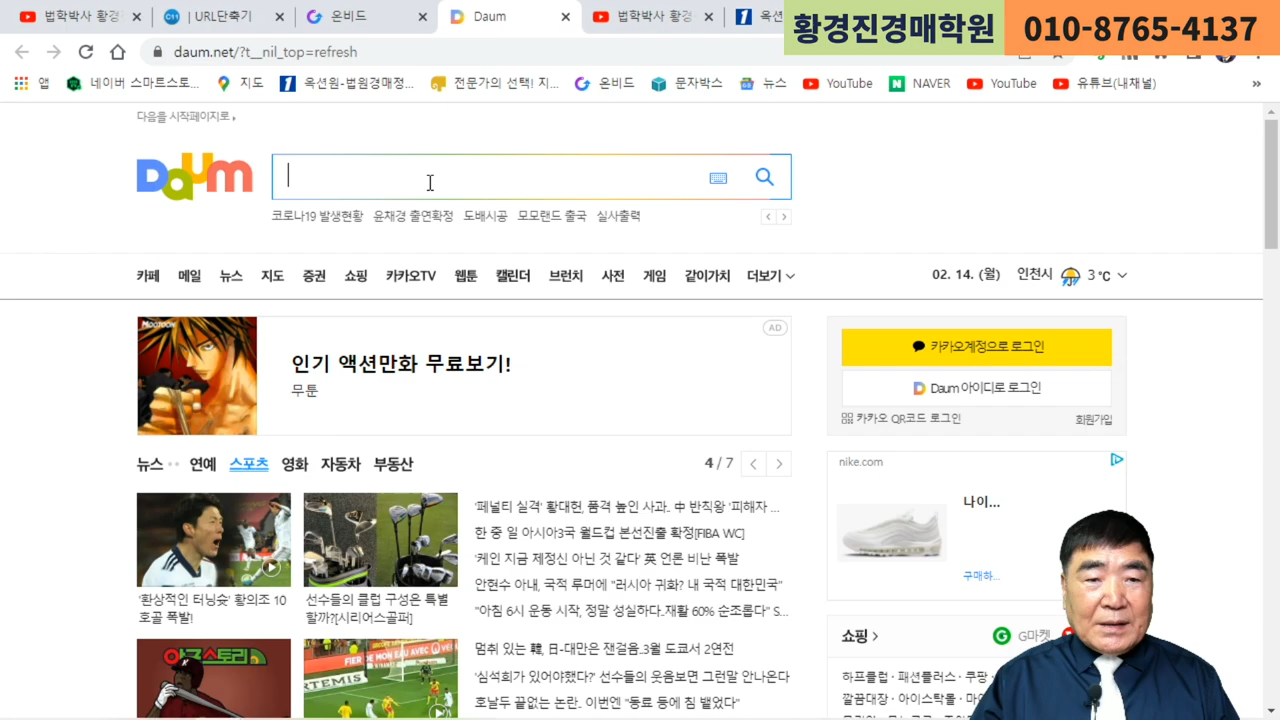 법학박사 황경
| URL단축기
온비드
Daum
법학박사 황경
옥션
황경진경매학원
010-8765-4137
daum.net/?t__nil_top=refresh
앱
네이버 스마트스토...
지도
옥션원-법원경매정...
전문가의 선택! 지...
온비드
문자박스
뉴스
YouTube
NAVER
YouTube
유튜브(내채널)
다음을 시작페이지로
Daum
코로나19 발생현황 윤채경 출연확정 도배시공 모모랜드 출국 실사출력
카페 메일 뉴스 지도 증권 쇼핑 카카오TV 웹툰 캘린더 브런치 사전 게임 같이가치 더보기
02. 14. (월) 인천시 3 °C
MOOTOON
인기 액션만화 무료보기!
무툰
AD
카카오계정으로 로그인
Daum 아이디로 로그인
카카오 QR코드 로그인 회원가입
뉴스 연예 스포츠 영화 자동차 부동산
4 / 7
nike.com
나이...
구매하...
'페널티 실격' 황대헌, 품격 높인 사과.. 中 반칙왕 '피해자 ...
한 중 일 아시아3국 월드컵 본선진출 확정[FIBA WC]
'케인 지금 제정신 아닌 것 같다' 英 언론 비난 폭발
안현수 아내, 국적 루머에 "러시아 귀화? 내 국적 대한민국"
"아침 6시 운동 시작, 정말 성실하다..재활 60% 순조롭다" S...
'환상적인 터닝슛' 황의조 10
호골 폭발!
선수들의 클럽 구성은 특별
할까?[시리어스골퍼]
야구스토리
FIER DE MON CLUB
ARTEMIS
멈춰 있는 韓, 日-대만은 잰걸음..3월 도쿄서 2연전
'심석희가 있어야했다?' 선수들의 웃음보면 그런말 안나온다
호날두 끝없는 논란.. 이번엔 "동료 등에 침 뱉었다"
쇼핑
G마켓
하프클럽 · 패션플러스 · 쿠팡 ·
깔끔대장 · 아이스탁몰 ·